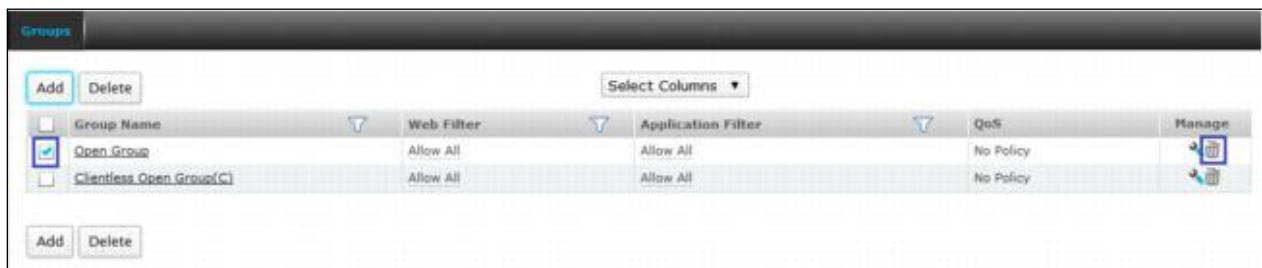 Groups
Add Delete Select Columns
Group Name Web Filter Application Filter QoS Manage
Open Group Allow All Allow All No Policy
Clientless Open Group(C) Allow All Allow All No Policy
Add Delete